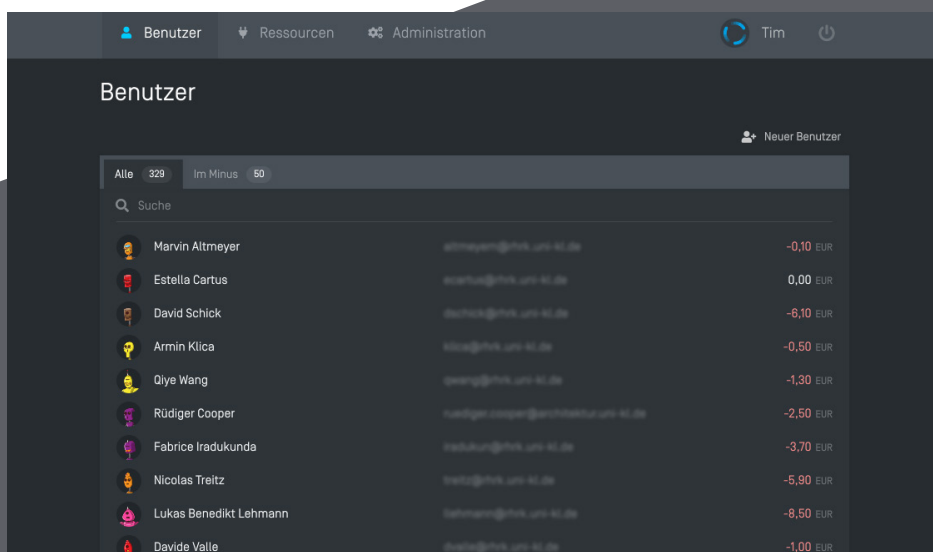 Benutzer Ressourcen Administration Tim
Benutzer
Neuer Benutzer
Alle 329 Im Minus 50
Suche
Marvin Altmeyer -0,10 EUR
Estella Cartus 0,00 EUR
David Schick -6,10 EUR
Armin Klica -0,50 EUR
Qiye Wang -1,30 EUR
Rüdiger Cooper -2,50 EUR
Fabrice Iradukunda -3,70 EUR
Nicolas Treitz -5,90 EUR
Lukas Benedikt Lehmann -8,50 EUR
Davide Valle -1,00 EUR